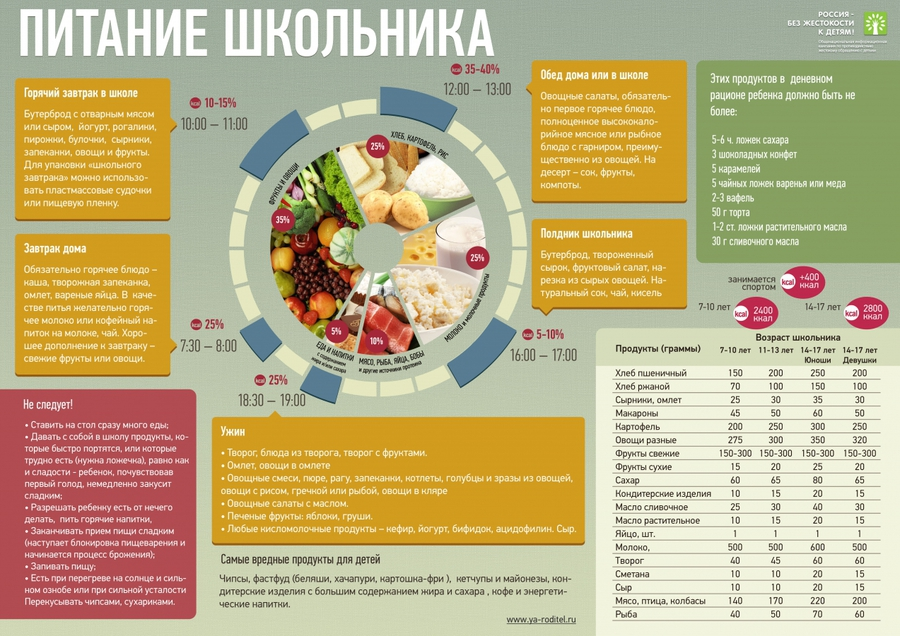 ПИТАНИЕ ШКОЛЬНИКА
РОССИЯ -
БЕЗ ЖЕСТОКОСТИ
К ДЕТЯМ!
Горячий завтрак в школе
Бутерброд с отварным мясом
или сыром, йогурт, рогалики,
пирожки, булочки, сырники,
запеканки, овощи и фрукты.
Для упаковки «школьного
завтрака» можно использо-
вать пластмассовые судочки
или пищевую пленку.
kcal 10-15%
10:00 – 11:00
kcal 35-40%
12:00 – 13:00
Обед дома или в школе
Овощные салаты, обязатель-
но первое горячее блюдо,
полноценное высококало-
рийное мясное или рыбное
блюдо с гарниром, преиму-
щественно из овощей. На
десерт – сок, фрукты,
компоты.
Этих продуктов в дневном
рационе ребенка должно быть не
более:
5-6 ч. ложек сахара
3 шоколадных конфет
5 карамелей
5 чайных ложек варенья или меда
2-3 вафель
50 г торта
1-2 ст. ложки растительного масла
30 г сливочного масла
Завтрак дома
Обязательно горячее блюдо –
каша, творожная запеканка,
омлет, вареные яйца. В каче-
стве питья желательно горя-
чее молоко или кофейный на-
питок на молоке, чай. Хоро-
шее дополнение к завтраку –
свежие фрукты или овощи.
kcal 25%
7:30 – 8:00
ФРУКТЫ И ОВОЩИ
35%
ХЛЕБ, КАРТОФЕЛЬ, РИС
25%
МОЛОКО И МОЛОЧНЫЕ продукты
25%
МЯСО, РЫБА, ЯЙЦА, БОБЫ
и другие источники протеина
10%
ЕДА И НАПИТКИ
с содержанием
жира или сахара
5%
Полдник школьника
Бутерброд, твороженный
сырок, фруктовый салат, на-
резка из сырых овощей. На-
туральный сок, чай, кисель
kcal 5-10%
16:00 – 17:00
kcal 25%
18:30 – 19:00
занимается
спортом
kcal +400
ккал
7-10 лет kcal 2400
ккал
14-17 лет kcal 2800
ккал
Не следует!
• Ставить на стол сразу много еды;
• Давать с собой в школу продукты, ко-
торые быстро портятся, или которые
трудно есть (нужна ложечка), равно как
и сладости - ребенок, почувствовав
первый голод, немедленно закусит
сладким;
• Разрешать ребенку есть от нечего
делать, пить горячие напитки,
• Заканчивать прием пищи сладким
(наступает блокировка пищеварения и
начинается процесс брожения);
• Запивать пищу;
• Есть при перегреве на солнце и силь-
ном ознобе или при сильной усталости
Перекусывать чипсами, сухариками.
Ужин
• Творог, блюда из творога, творог с фруктами.
• Омлет, овощи в омлете
• Овощные смеси, пюре, рагу, запеканки, котлеты, голубцы и зразы из овощей,
овощи с рисом, гречкой или рыбой, овощи в кляре
• Овощные салаты с маслом.
• Печеные фрукты: яблоки, груши.
• Любые кисломолочные продукты – кефир, йогурт, бифидок, ацидофилин. Сыр.
Самые вредные продукты для детей
Чипсы, фастфуд (беляши, хачапури, картошка-фри ), кетчупы и майонезы, кон-
дитерские изделия с большим содержанием жира и сахара , кофе и энергети-
ческие напитки.
www.ya-roditel.ru
Возраст школьника
Продукты (граммы) 7-10 лет 11-13 лет 14-17 лет 14-17 лет
Юноши Девушки
Хлеб пшеничный 150 200 250 200
Хлеб ржаной 70 100 150 100
Сырники, омлет 25 30 35 30
Макароны 45 50 60 50
Картофель 200 250 300 250
Овощи разные 275 300 350 320
Фрукты свежие 150-300 150-300 150-300 150-300
Фрукты сухие 15 20 25 20
Сахар 60 65 80 65
Кондитерские изделия 10 15 20 15
Масло сливочное 25 30 40 30
Масло растительное 10 15 20 15
Яйцо, шт. 1 1 1 1
Молоко, 500 500 600 500
Творог 40 45 60 60
Сметана 10 10 20 15
Сыр 10 10 20 15
Мясо, птица, колбасы 140 170 220 200
Рыба 40 50 70 60